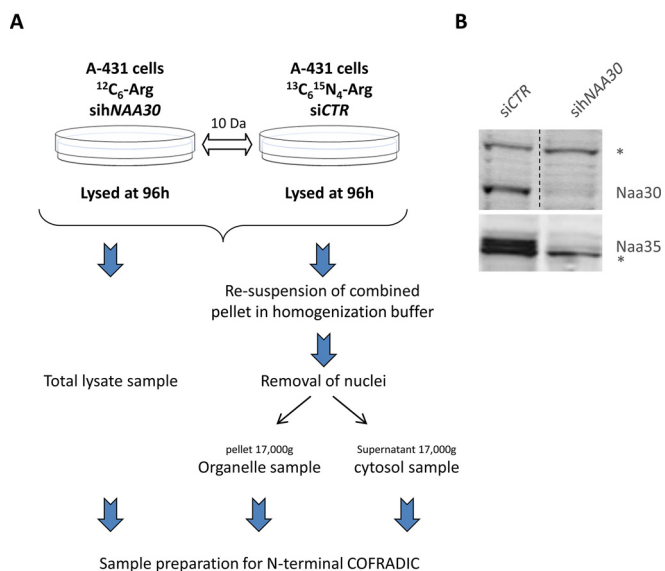 A
A-431 cells
¹²C₆-Arg
sihNAA30
10 Da
A-431 cells
¹³C₆¹⁵N₄-Arg
siCTR
Lysed at 96h
Lysed at 96h
Re-suspension of combined
pellet in homogenization buffer
Total lysate sample
Removal of nuclei
pellet 17,000g
Organelle sample
Supernatant 17,000g
cytosol sample
Sample preparation for N-terminal COFRADIC
B
siCTR
sihNAA30
*
Naa30
Naa35
*